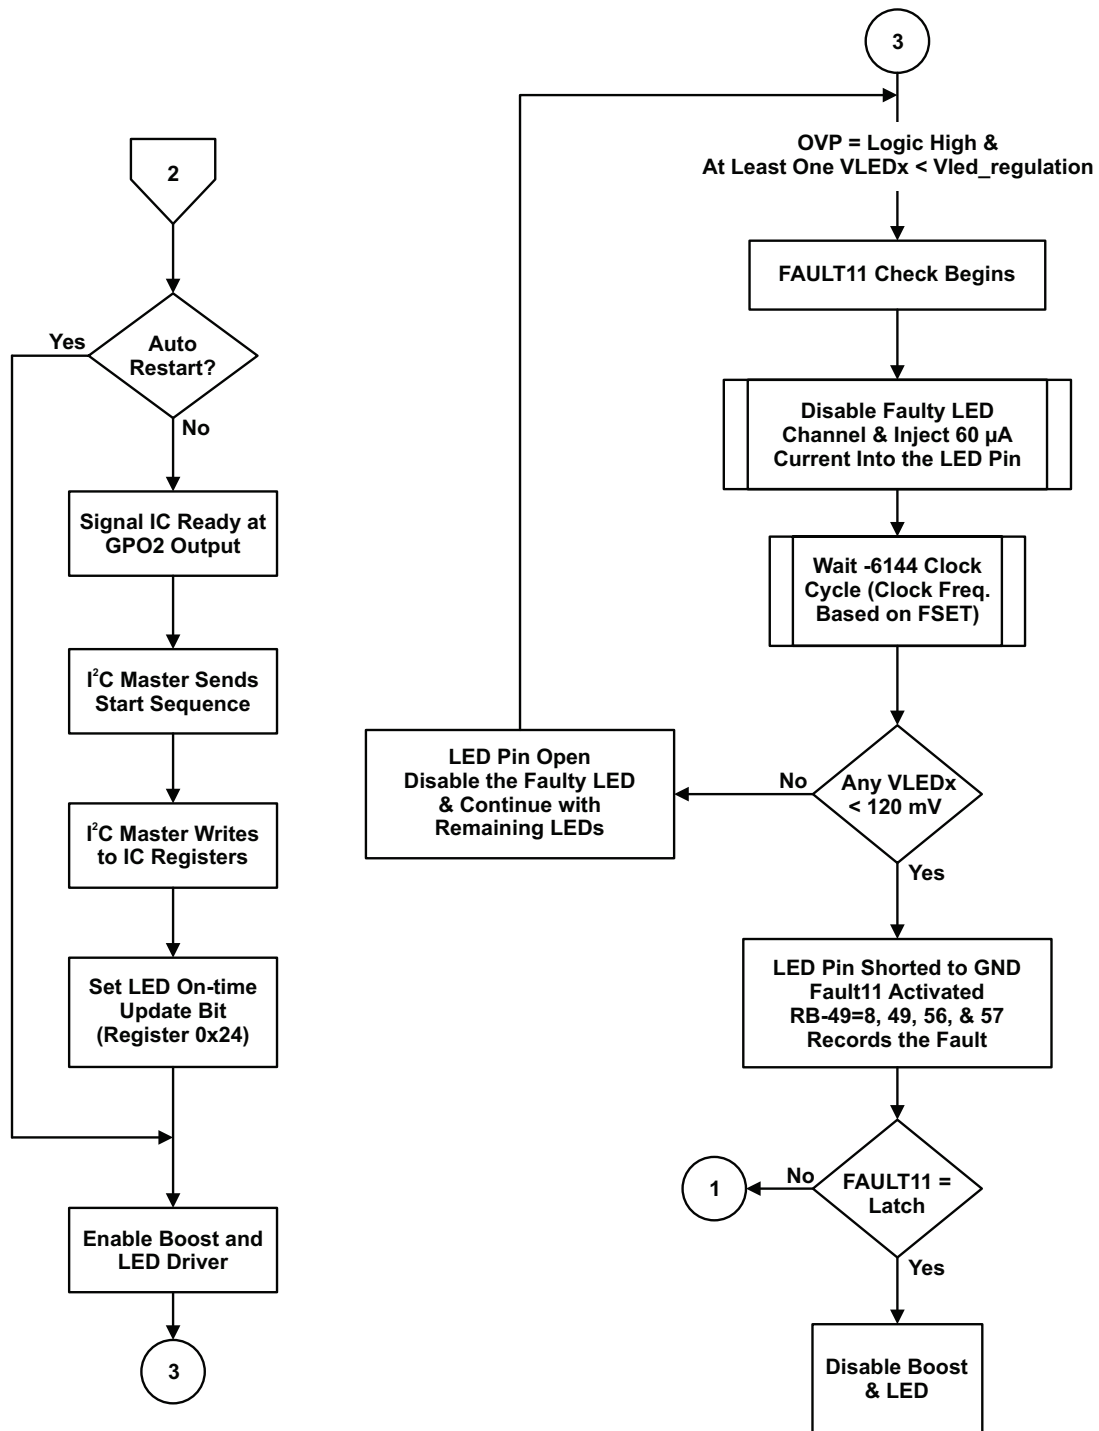 2
Auto
Restart?
Yes
No
Signal IC Ready at
GPO2 Output
I²C Master Sends
Start Sequence
I²C Master Writes
to IC Registers
Set LED On-time
Update Bit
(Register 0x24)
Enable Boost and
LED Driver
3
3
OVP = Logic High &
At Least One VLEDx < Vled_regulation
FAULT11 Check Begins
Disable Faulty LED
Channel & Inject 60 µA
Current Into the LED Pin
Wait -6144 Clock
Cycle (Clock Freq.
Based on FSET)
Any VLEDx
< 120 mV
No
LED Pin Open
Disable the Faulty LED
& Continue with
Remaining LEDs
Yes
LED Pin Shorted to GND
Fault11 Activated
RB-49=8, 49, 56, & 57
Records the Fault
FAULT11 =
Latch
No
1
Yes
Disable Boost
& LED